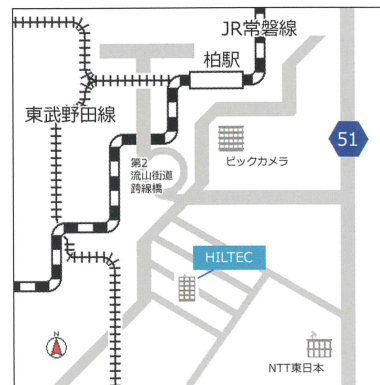 JR常磐線
柏駅
東武野田線
51
ビックカメラ
第2
流山街道
跨線橋
HILTEC
N
NTT東日本